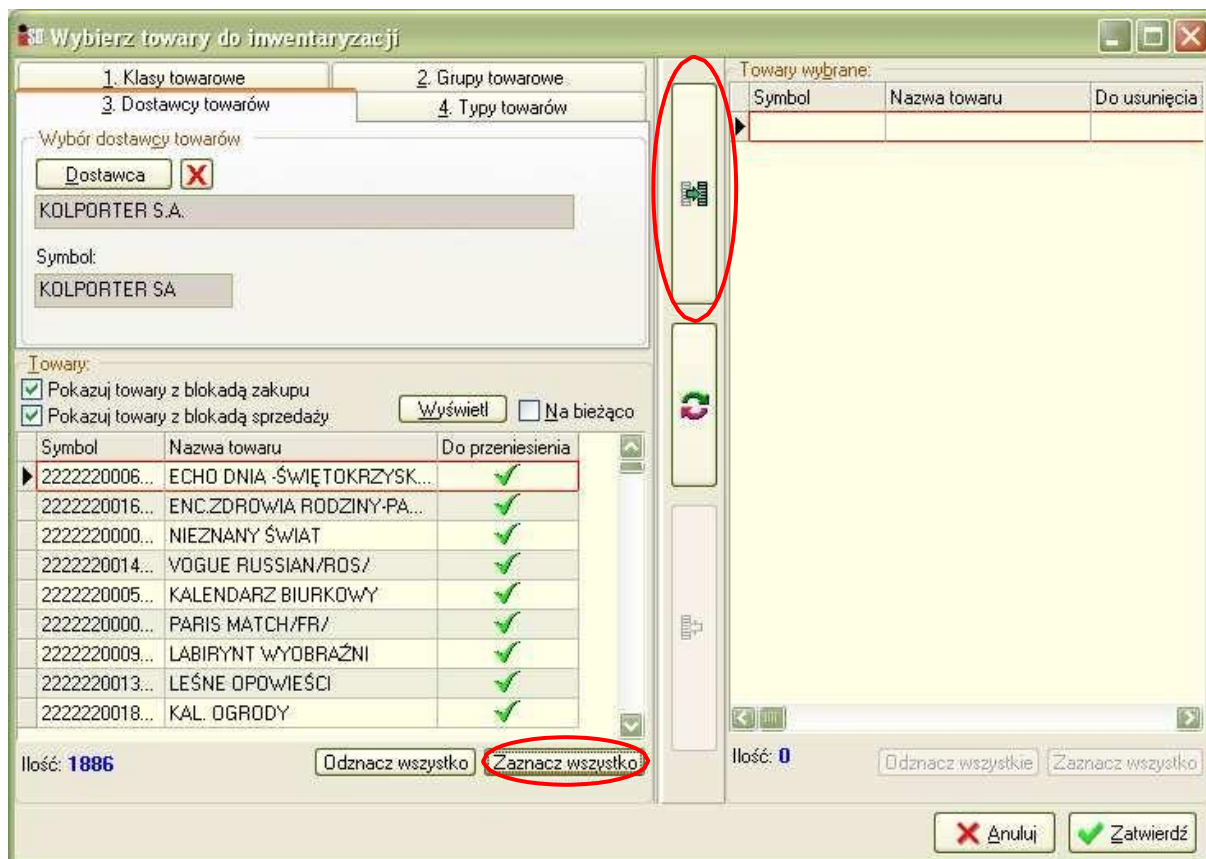 iSO Wybierz towary do inwentaryzacji
1. Klasy towarowe
2. Grupy towarowe
3. Dostawcy towarów
4. Typy towarów
Wybór dostawcy towarów
Dostawca
KOLPORTER S.A.
Symbol:
KOLPORTER SA
Towary:
Pokazuj towary z blokadą zakupu
Pokazuj towary z blokadą sprzedaży
Wyświetl
Na bieżąco
Symbol Nazwa towaru Do przeniesienia
2222220006... ECHO DNIA -ŚWIĘTOKRZYSK...
2222220016... ENC.ZDROWIA RODZINY-PA...
2222220000... NIEZNANY ŚWIAT
2222220014... VOGUE RUSSIAN/ROS/
2222220005... KALENDARZ BIURKOWY
2222220000... PARIS MATCH/FR/
2222220009... LABIRYNT WYOBRAŹNI
2222220013... LEŚNE OPOWIEŚCI
2222220018... KAL. OGRODY
Ilość: 1886
Odznacz wszystko
Zaznacz wszystko
Towary wybrane:
Symbol Nazwa towaru Do usunięcia
Ilość: 0
Odznacz wszystkie
Zaznacz wszystko
Anuluj
Zatwierdź